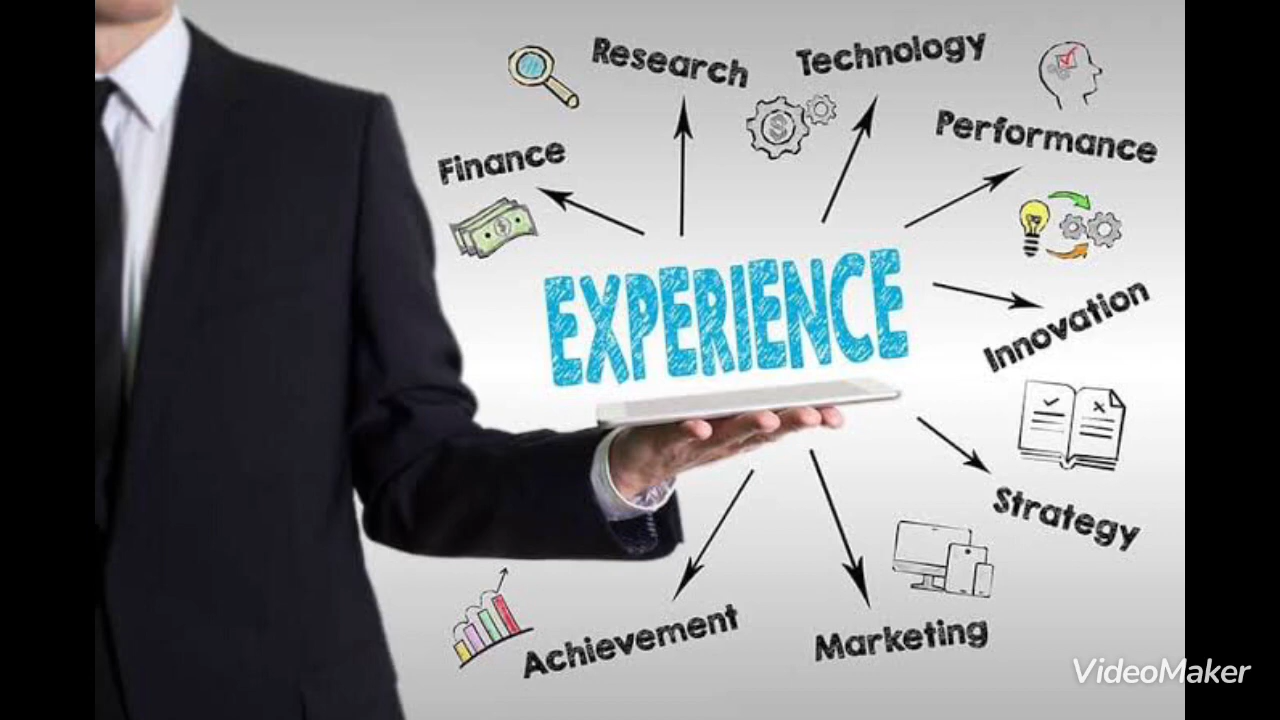 Research
Technology
Performance
Finance
EXPERIENCE
Innovation
Strategy
Achievement
Marketing
VideoMaker